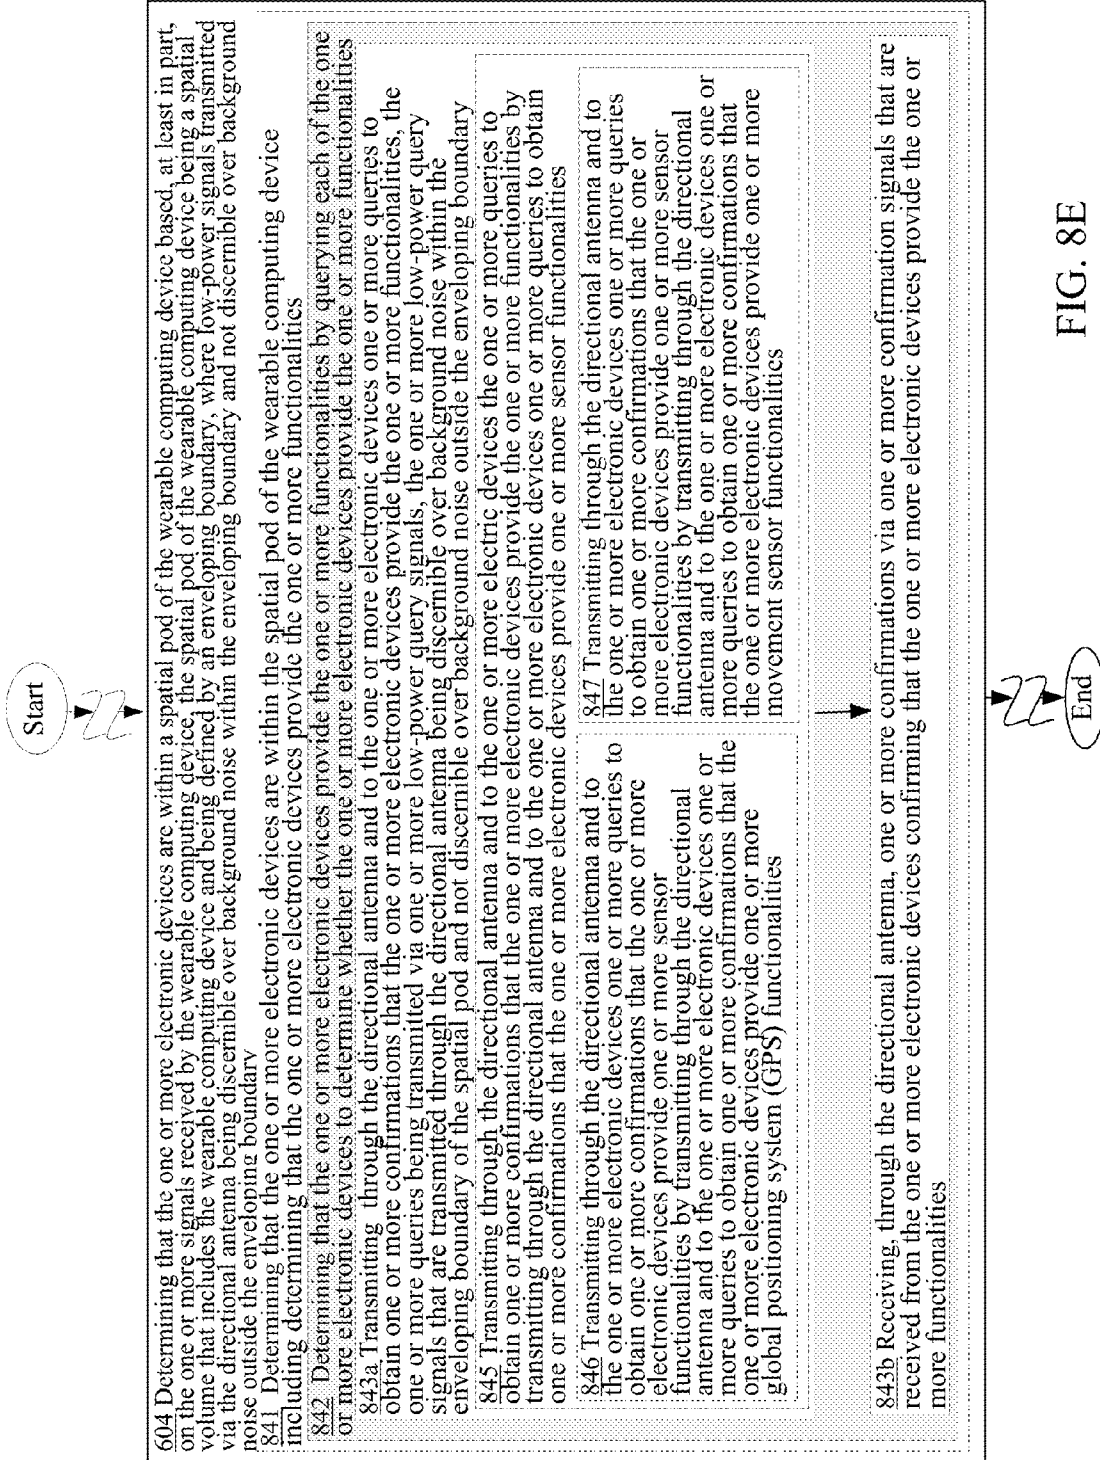 Start
604 Determining that the one or more electronic devices are within a spatial pod of the wearable computing device based, at least in part,
on the one or more signals received by the wearable computing device, the spatial pod of the wearable computing device being a spatial
volume that includes the wearable computing device and being defined by an enveloping boundary, where low-power signals transmitted
via the directional antenna being discernible over background noise within the enveloping boundary and not discernible over background
noise outside the enveloping boundary
841 Determining that the one or more electronic devices are within the spatial pod of the wearable computing device
including determining that the one or more electronic devices provide the one or more functionalities
842 Determining that the one or more electronic devices provide the one or more functionalities by querying each of the one
or more electronic devices to determine whether the one or more electronic devices provide the one or more functionalities
843a Transmitting through the directional antenna and to the one or more electronic devices one or more queries to
obtain one or more confirmations that the one or more electronic devices provide the one or more functionalities, the
one or more queries being transmitted via one or more low-power query signals, the one or more low-power query
signals that are transmitted through the directional antenna being discernible over background noise within the
enveloping boundary of the spatial pod and not discernible over background noise outside the enveloping boundary
845 Transmitting through the directional antenna and to the one or more electric devices the one or more queries to
obtain one or more confirmations that the one or more electronic devices provide the one or more functionalities by
transmitting through the directional antenna and to the one or more electronic devices one or more queries to obtain
one or more confirmations that the one or more electronic devices provide one or more sensor functionalities
846 Transmitting through the directional antenna and to
the one or more electronic devices one or more queries to
obtain one or more confirmations that the one or more
electronic devices provide one or more sensor
functionalities by transmitting through the directional
antenna and to the one or more electronic devices one or
more queries to obtain one or more confirmations that the
one or more electronic devices provide one or more
global positioning system (GPS) functionalities
847 Transmitting through the directional antenna and to
the one or more electronic devices one or more queries
to obtain one or more confirmations that the one or
more electronic devices provide one or more sensor
functionalities by transmitting through the directional
antenna and to the one or more electronic devices one or
more queries to obtain one or more confirmations that
the one or more electronic devices provide one or more
movement sensor functionalities
843b Receiving, through the directional antenna, one or more confirmations via one or more confirmation signals that are
received from the one or more electronic devices confirming that the one or more electronic devices provide the one or
more functionalities
End
FIG. 8E